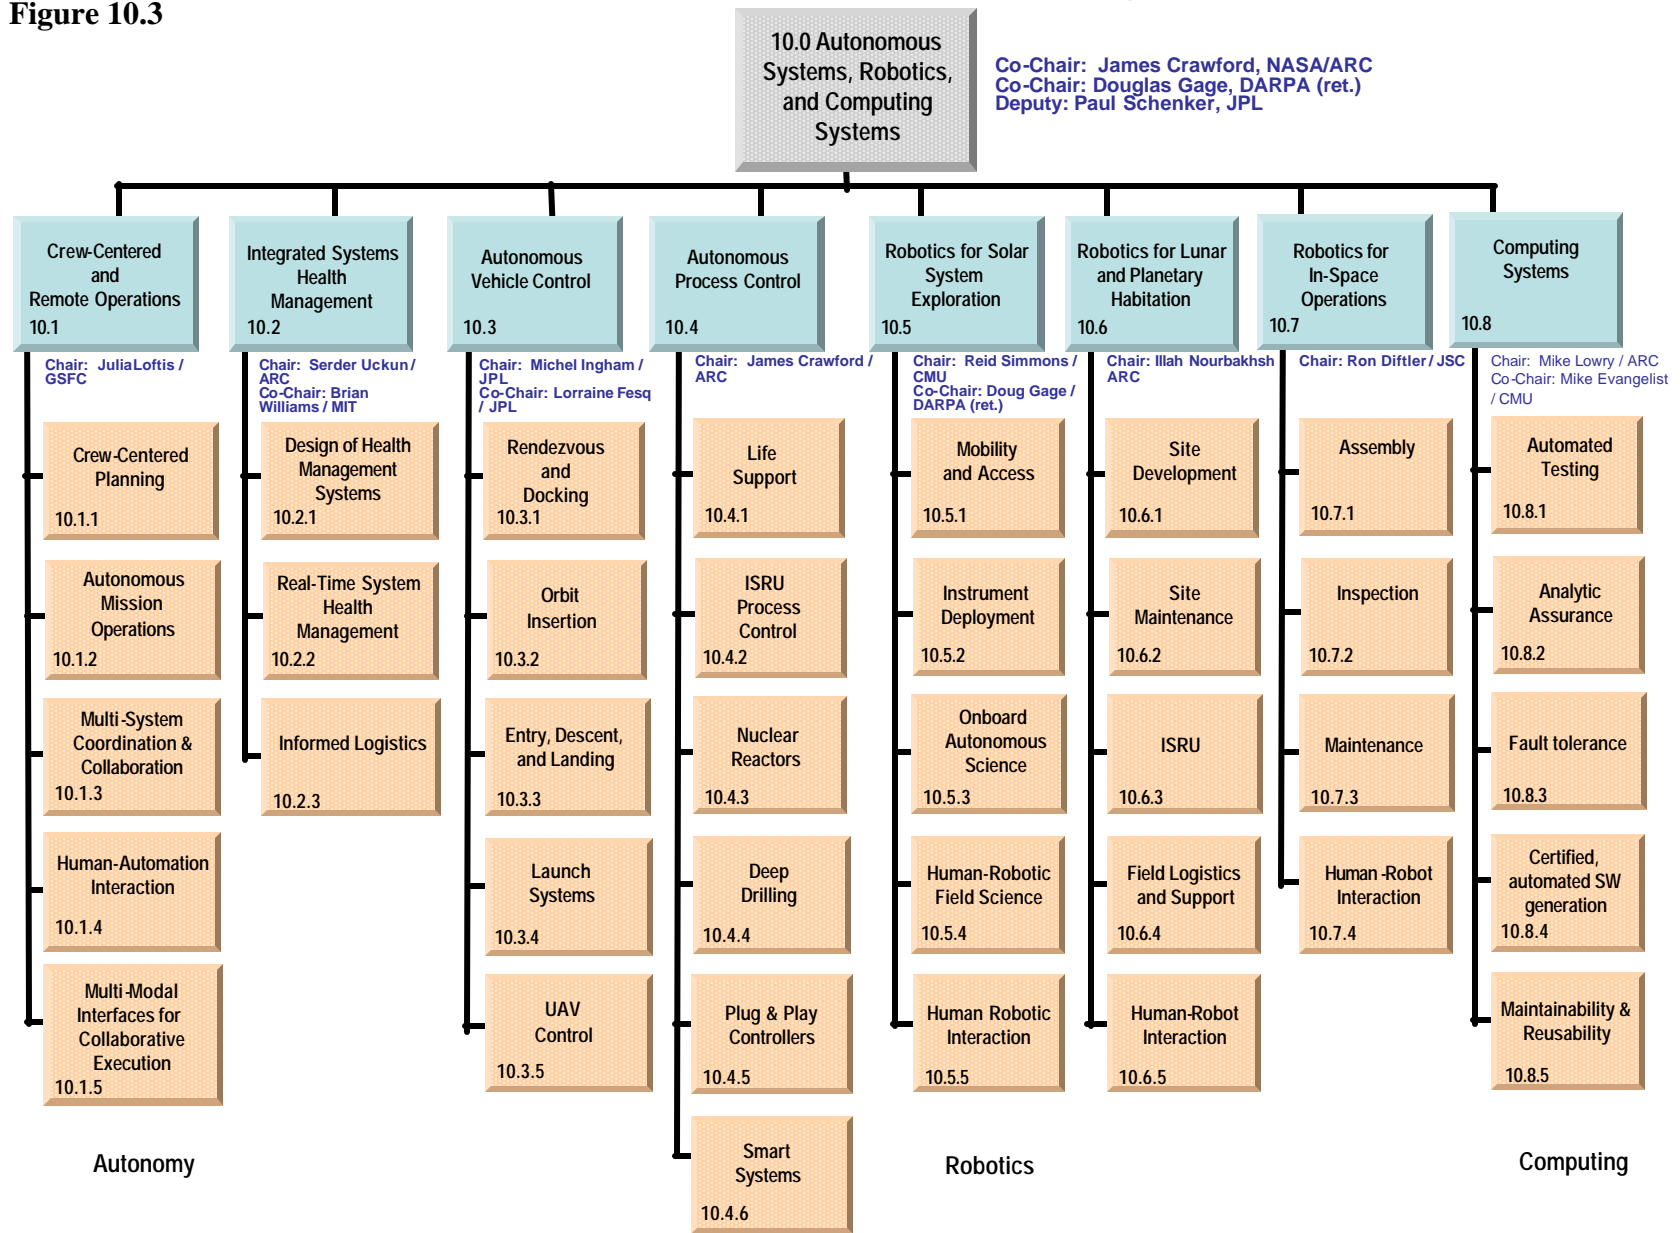 Figure 10.3
10.0 Autonomous
Systems, Robotics,
and Computing
Systems
Co-Chair: James Crawford, NASA/ARC
Co-Chair: Douglas Gage, DARPA (ret.)
Deputy: Paul Schenker, JPL
Crew-Centered
and
Remote Operations
10.1
Chair: JuliaLoftis /
GSFC
Crew-Centered
Planning
10.1.1
Autonomous
Mission
Operations
10.1.2
Multi-System
Coordination &
Collaboration
10.1.3
Human-Automation
Interaction
10.1.4
Multi-Modal
Interfaces for
Collaborative
Execution
10.1.5
Integrated Systems
Health
Management
10.2
Chair: Serder Uckun /
ARC
Co-Chair: Brian
Williams / MIT
Design of Health
Management
Systems
10.2.1
Real-Time System
Health
Management
10.2.2
Informed Logistics
10.2.3
Autonomous
Vehicle Control
10.3
Chair: Michel Ingham /
JPL
Co-Chair: Lorraine Fesq
/ JPL
Rendezvous
and
Docking
10.3.1
Orbit
Insertion
10.3.2
Entry, Descent,
and Landing
10.3.3
Launch
Systems
10.3.4
UAV
Control
10.3.5
Autonomous
Process Control
10.4
Chair: James Crawford /
ARC
Life
Support
10.4.1
ISRU
Process
Control
10.4.2
Nuclear
Reactors
10.4.3
Deep
Drilling
10.4.4
Plug & Play
Controllers
10.4.5
Smart
Systems
10.4.6
Robotics for Solar
System
Exploration
10.5
Chair: Reid Simmons /
CMU
Co-Chair: Doug Gage /
DARPA (ret.)
Mobility
and Access
10.5.1
Instrument
Deployment
10.5.2
Onboard
Autonomous
Science
10.5.3
Human-Robotic
Field Science
10.5.4
Human Robotic
Interaction
10.5.5
Robotics for Lunar
and Planetary
Habitation
10.6
Chair: Illah Nourbakhsh
ARC
Site
Development
10.6.1
Site
Maintenance
10.6.2
ISRU
10.6.3
Field Logistics
and Support
10.6.4
Human-Robot
Interaction
10.6.5
Robotics for
In-Space
Operations
10.7
Chair: Ron Diftler / JSC
Assembly
10.7.1
Inspection
10.7.2
Maintenance
10.7.3
Human-Robot
Interaction
10.7.4
Computing
Systems
10.8
Chair: Mike Lowry / ARC
Co-Chair: Mike Evangelist
/ CMU
Automated
Testing
10.8.1
Analytic
Assurance
10.8.2
Fault tolerance
10.8.3
Certified,
automated SW
generation
10.8.4
Maintainability &
Reusability
10.8.5
Autonomy
Robotics
Computing